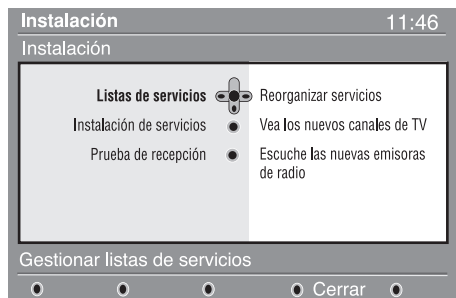 Instalación 11:46
Instalación
Listas de servicios Reorganizar servicios
Instalación de servicios Vea los nuevos canales de TV
Prueba de recepción Escuche las nuevas emisoras
de radio
Gestionar listas de servicios
Cerrar